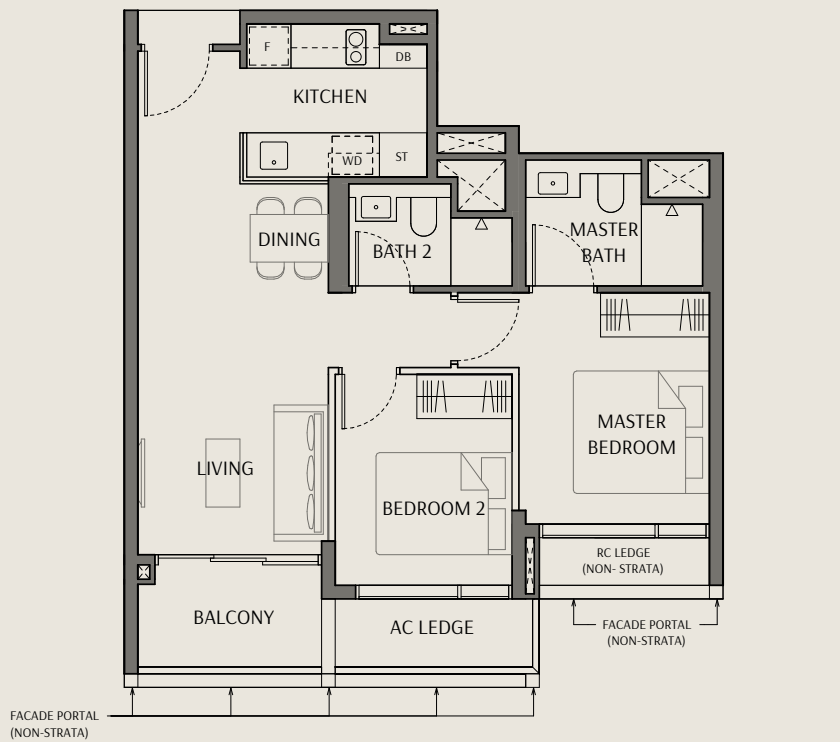 F
DB
KITCHEN
WD
ST
DINING
BATH 2
MASTER
BATH
MASTER
BEDROOM
LIVING
BEDROOM 2
RC LEDGE
(NON- STRATA)
BALCONY
AC LEDGE
FACADE PORTAL
(NON-STRATA)
FACADE PORTAL
(NON-STRATA)